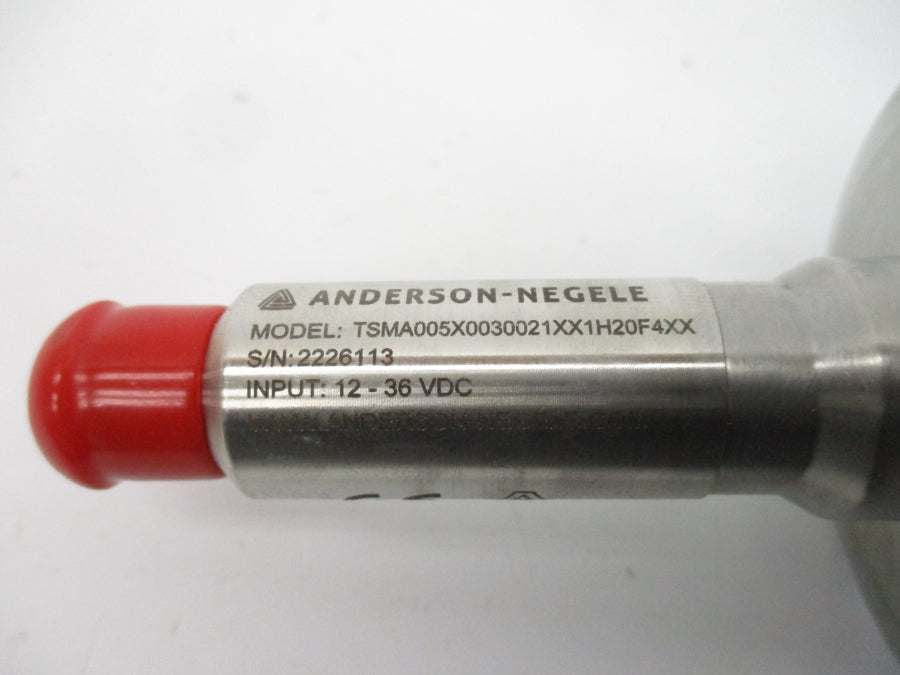 ANDERSON-NEGELE
MODEL: TSMA005X0030021XX1H20F4XX
S/N: 2226113
INPUT: 12 - 36 VDC